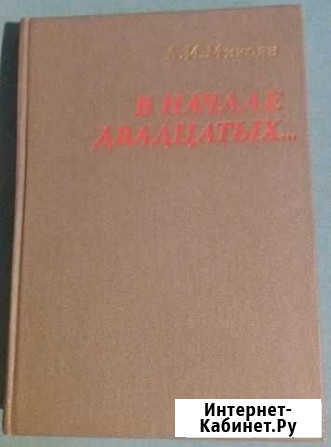 А.И.Микоян
В НАЧАЛЕ
ДВАДЦАТЫХ...
Интернет-
Кабинет.Ру